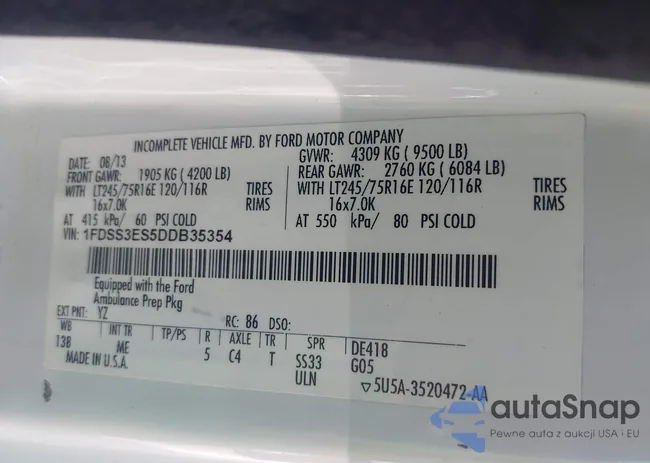 INCOMPLETE VEHICLE MFD. BY FORD MOTOR COMPANY
DATE: 08/13 GVWR: 4309 KG ( 9500 LB)
FRONT GAWR: 1905 KG ( 4200 LB) REAR GAWR: 2760 KG ( 6084 LB)
WITH LT245/75R16E 120/116R TIRES WITH LT245/75R16E 120/116R TIRES
16x7.0K RIMS 16x7.0K RIMS
AT 415 kPa/ 60 PSI COLD AT 550 kPa/ 80 PSI COLD
VIN: 1FDSS3ES5DDB35354
Equipped with the Ford
Ambulance Prep Pkg
EXT PNT: YZ RC: 86 DSO:
WB INT TR TP/PS R AXLE TR SPR DE418
138 ME 5 C4 T SS33 G05
MADE IN U.S.A. ULN ▽5U5A-3520472-AA
autaSnap
Pewne auta z aukcji USA i EU